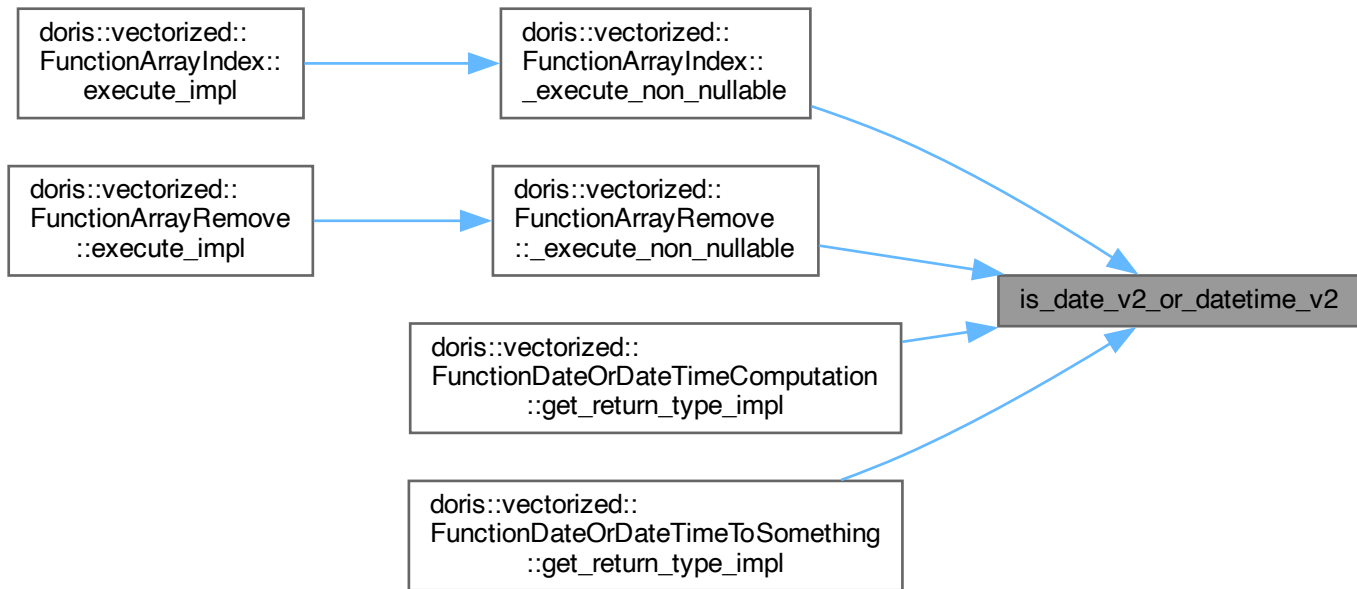 doris::vectorized::
FunctionArrayIndex::
execute_impl
doris::vectorized::
FunctionArrayIndex::
_execute_non_nullable
doris::vectorized::
FunctionArrayRemove
::execute_impl
doris::vectorized::
FunctionArrayRemove
::_execute_non_nullable
is_date_v2_or_datetime_v2
doris::vectorized::
FunctionDateOrDateTimeComputation
::get_return_type_impl
doris::vectorized::
FunctionDateOrDateTimeToSomething
::get_return_type_impl